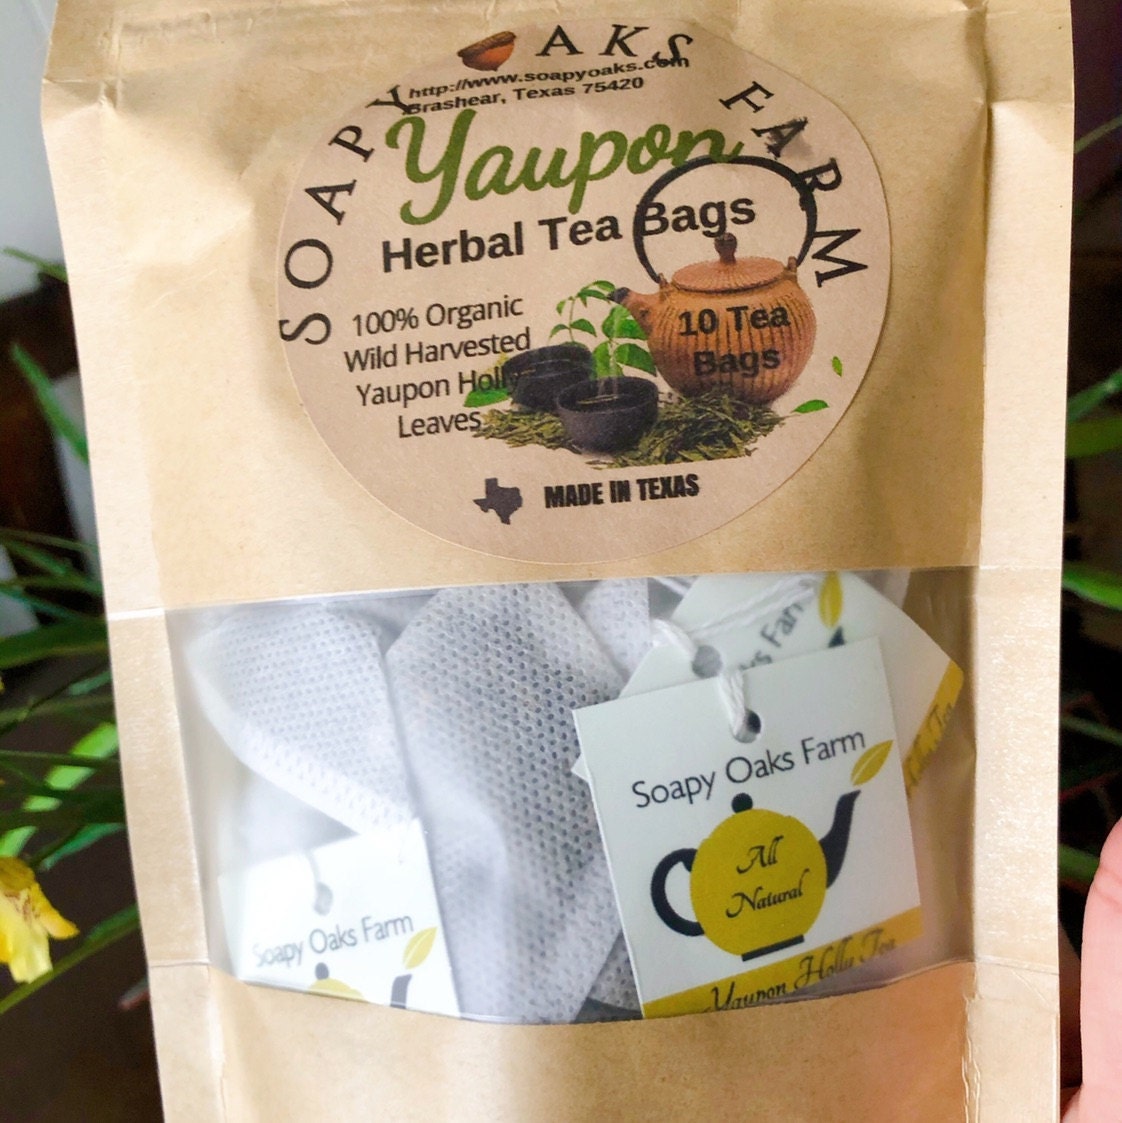 SOAPY OAKS FARM
http://www.soapyoaks.com
Brashear, Texas 75420
Yaupon
Herbal Tea Bags
100% Organic
Wild Harvested
Yaupon Holly
Leaves
10 Tea
Bags
MADE IN TEXAS
Soapy Oaks Farm
All
Natural
Yaupon Holly Tea
Soapy Oaks Farm